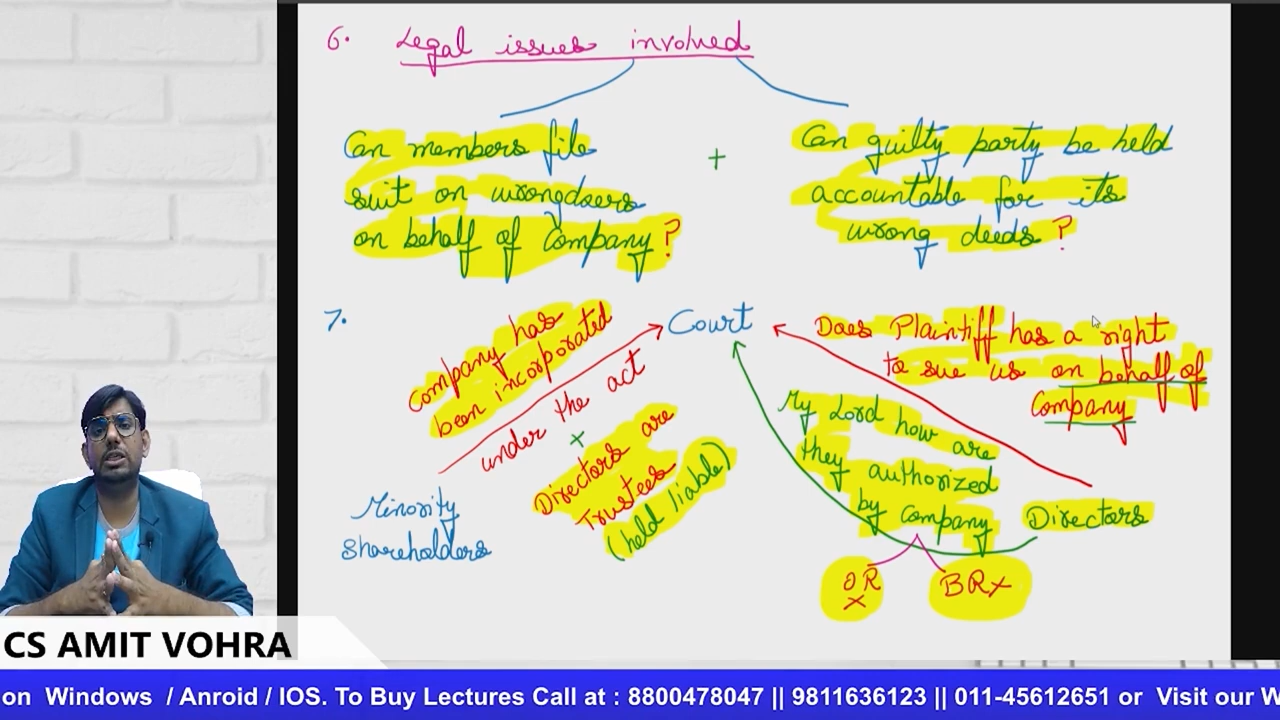 6. Legal issues involved
Can members file
suit on wrongdoers
on behalf of Company?
+
Can guilty party be held
accountable for its
wrong deeds?
7.
Court
company has
been incorporated
under the act
+
Directors are
Trustees
(held liable)
Minority
shareholders
Does Plaintiff has a right
to sue us on behalf of
Company
My Lord how are
they authorized
by Company
Directors
OR
x
BRx
CS AMIT VOHRA
on Windows / Anroid / IOS. To Buy Lectures Call at : 8800478047 || 9811636123 || 011-45612651 or Visit our W